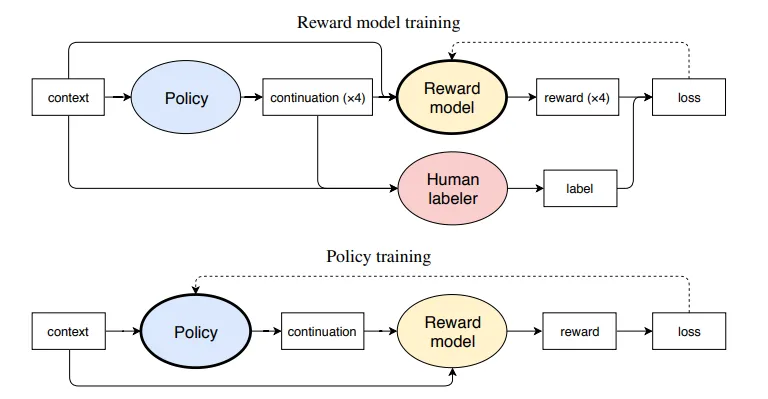 Reward model training
context
Policy
continuation (×4)
Reward
model
reward (×4)
loss
Human
labeler
label
Policy training
context
Policy
continuation
Reward
model
reward
loss